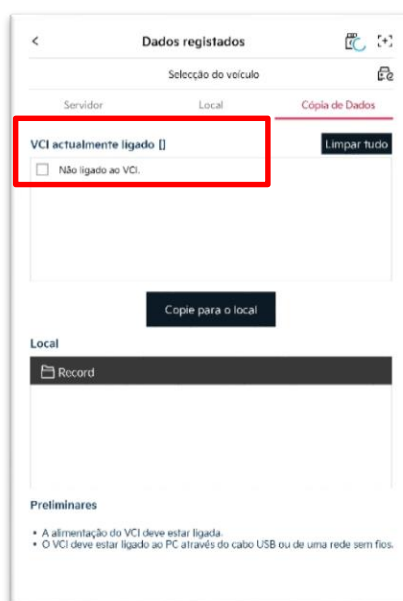 Dados registados
Selecção do veículo
Servidor Local Cópia de Dados
VCI actualmente ligado [] Limpar tudo
Não ligado ao VCI.
Copie para o local
Local
Record
Preliminares
• A alimentação do VCI deve estar ligada.
• O VCI deve estar ligado ao PC através do cabo USB ou de uma rede sem fios.